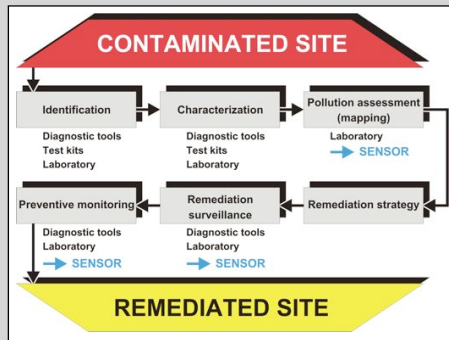 CONTAMINATED SITE
Identification
Diagnostic tools
Test kits
Laboratory
Characterization
Diagnostic tools
Test kits
Laboratory
Pollution assessment
(mapping)
Laboratory
SENSOR
Remediation strategy
Remediation
surveillance
Diagnostic tools
Laboratory
SENSOR
Preventive monitoring
Diagnostic tools
Laboratory
SENSOR
REMEDIATED SITE